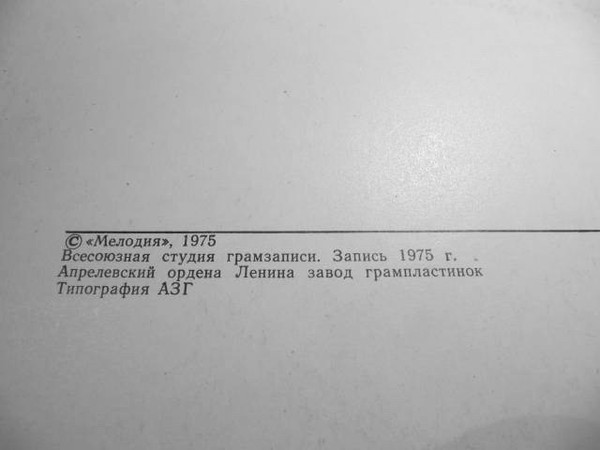 © «Мелодия», 1975
Всесоюзная студия грамзаписи. Запись 1975 г.
Апрелевский ордена Ленина завод грампластинок
Типография АЗГ